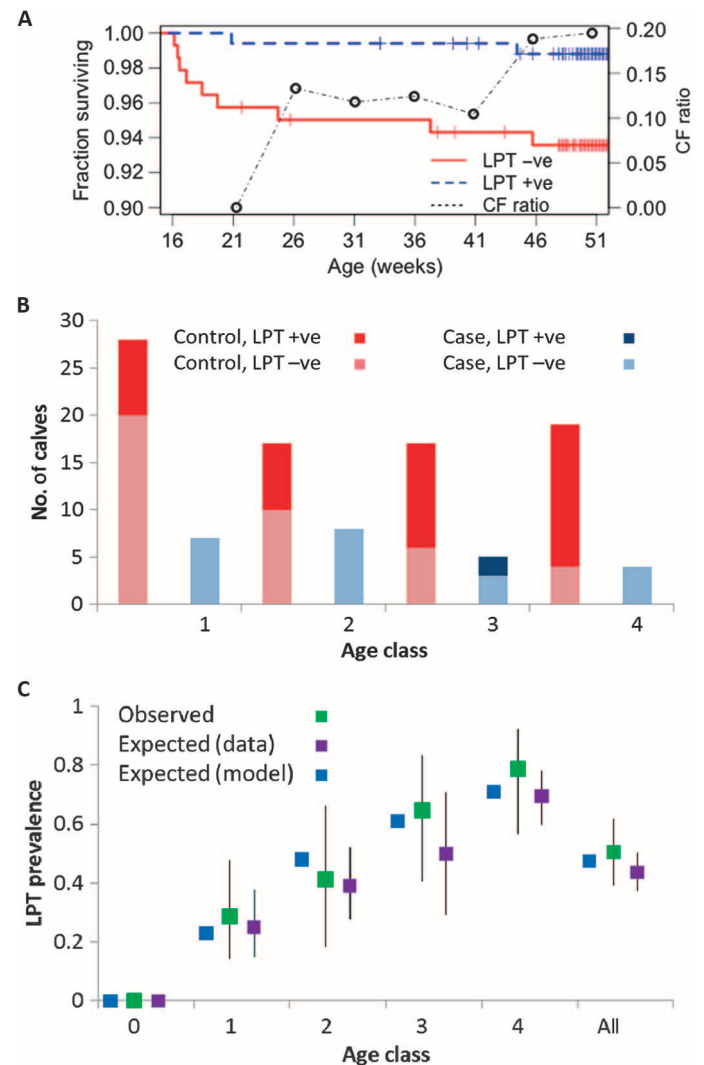 A
1.00
0.98
0.96
0.94
0.92
0.90
Fraction surviving
0.20
0.15
0.10
0.05
0.00
CF ratio
LPT –ve
LPT +ve
CF ratio
16 21 26 31 36 41 46 51
Age (weeks)
B
30
25
20
15
10
5
0
No. of calves
Control, LPT +ve Case, LPT +ve
Control, LPT –ve Case, LPT –ve
1 2 3 4
Age class
C
1
0.8
0.6
0.4
0.2
0
LPT prevalence
Observed
Expected (data)
Expected (model)
0 1 2 3 4 All
Age class